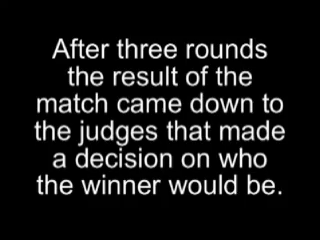 After three rounds
the result of the
match came down to
the judges that made
a decision on who
the winner would be.